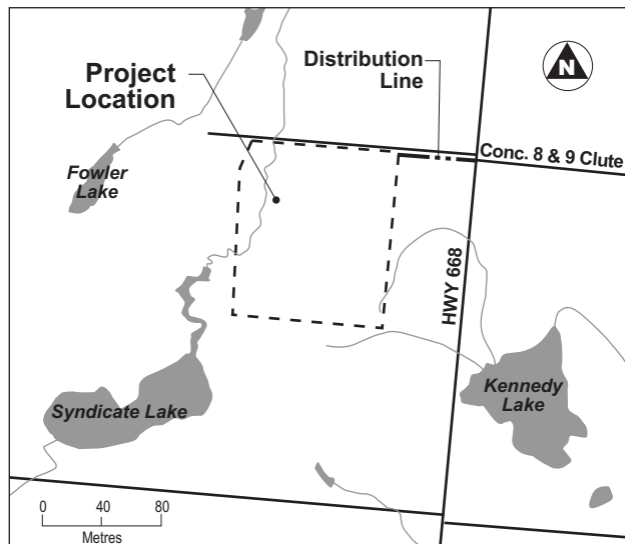 Project
Location
Distribution
Line
N
Conc. 8 & 9 Clute
Fowler
Lake
HWY 668
Kennedy
Lake
Syndicate Lake
0 40 80
Metres